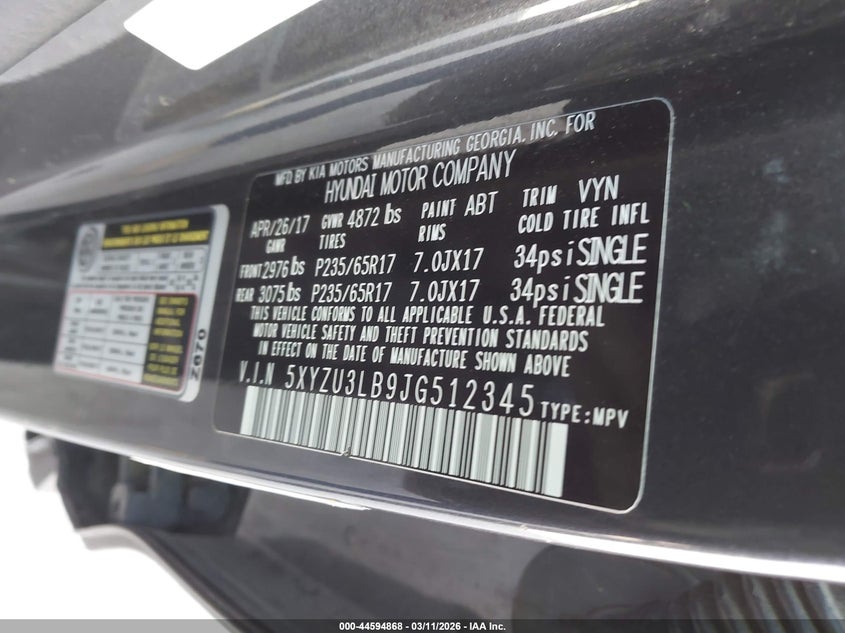 MFD BY KIA MOTORS MANUFACTURING GEORGIA, INC. FOR
HYUNDAI MOTOR COMPANY
APR/26/17 GVWR 4872 lbs PAINT ABT TRIM VYN
GAWR TIRES RIMS COLD TIRE INFL
FRONT 2976 lbs P235/65R17 7.0JX17 34psi SINGLE
REAR 3075 lbs P235/65R17 7.0JX17 34psi SINGLE
THIS VEHICLE CONFORMS TO ALL APPLICABLE U.S.A. FEDERAL
MOTOR VEHICLE SAFETY AND THEFT PREVENTION STANDARDS
IN EFFECT ON THE DATE OF MANUFACTURE SHOWN ABOVE
V.I.N 5XYZU3LB9JG512345 TYPE:MPV
Z670
000-44594868 - 03/11/2026 - IAA Inc.